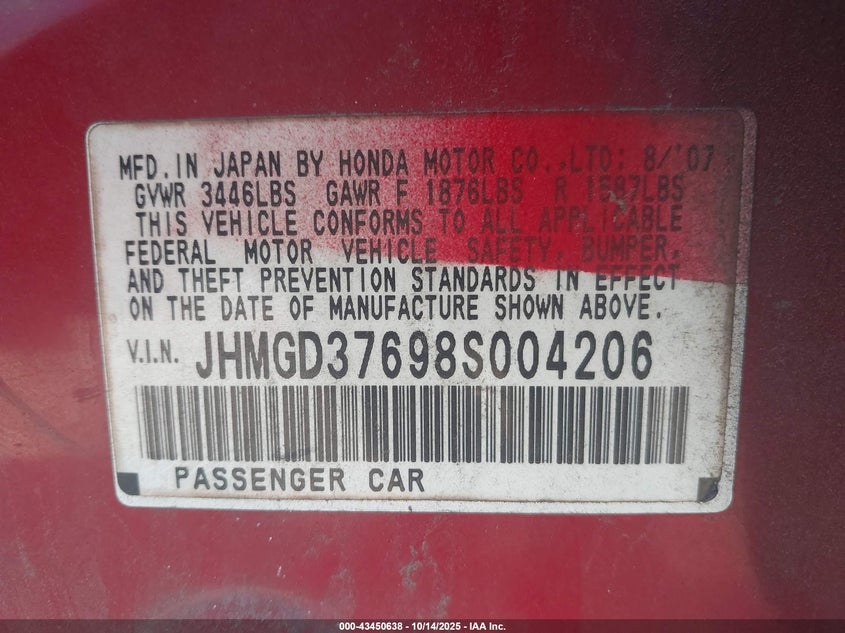 MFD.IN JAPAN BY HONDA MOTOR CO.,LTD: 8/'07
GVWR 3446LBS GAWR F 1876LBS R 1587LBS
THIS VEHICLE CONFORMS TO ALL APPLICABLE
FEDERAL MOTOR VEHICLE SAFETY, BUMPER,
AND THEFT PREVENTION STANDARDS IN EFFECT
ON THE DATE OF MANUFACTURE SHOWN ABOVE.
V.I.N. JHMGD37698S004206
PASSENGER CAR
000-43450638 - 10/14/2025 - IAA Inc.